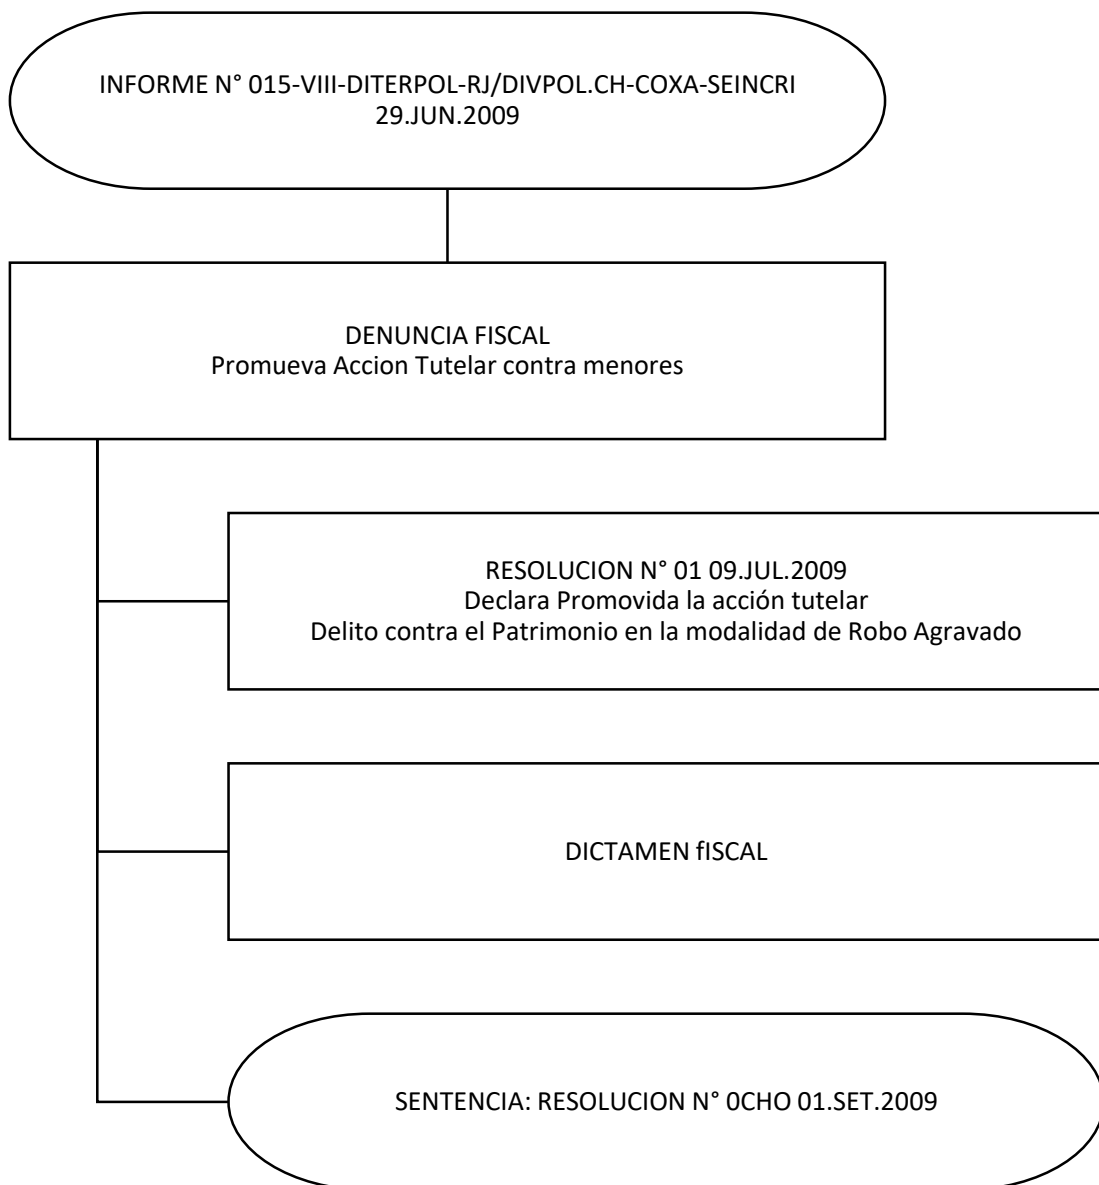 INFORME N° 015-VIII-DITERPOL-RJ/DIVPOL.CH-COXA-SEINCRI
29.JUN.2009
DENUNCIA FISCAL
Promueva Accion Tutelar contra menores
RESOLUCION N° 01 09.JUL.2009
Declara Promovida la acción tutelar
Delito contra el Patrimonio en la modalidad de Robo Agravado
DICTAMEN fISCAL
SENTENCIA: RESOLUCION N° 0CHO 01.SET.2009